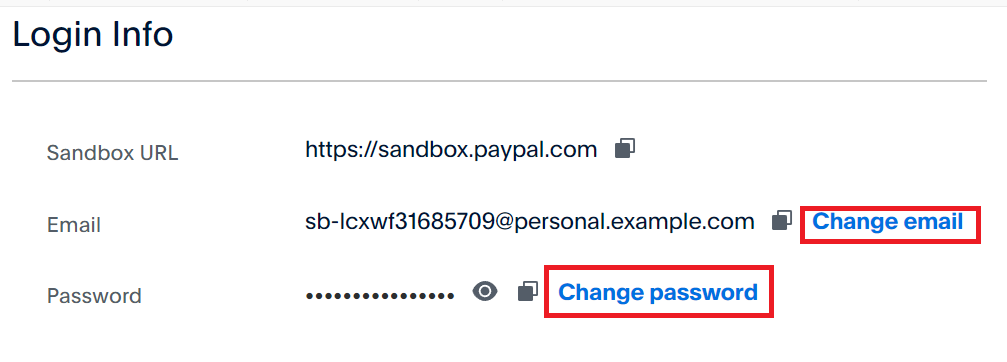 Login Info
Sandbox URL https://sandbox.paypal.com
Email sb-lcxwf31685709@personal.example.com Change email
Password •••••••••••••••• Change password